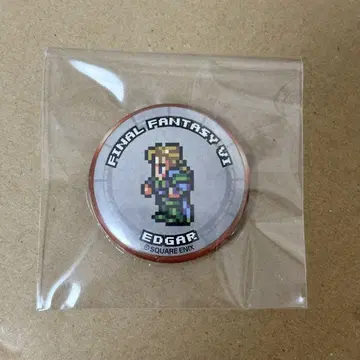 FINAL FANTASY VI
EDGAR
© SQUARE ENIX